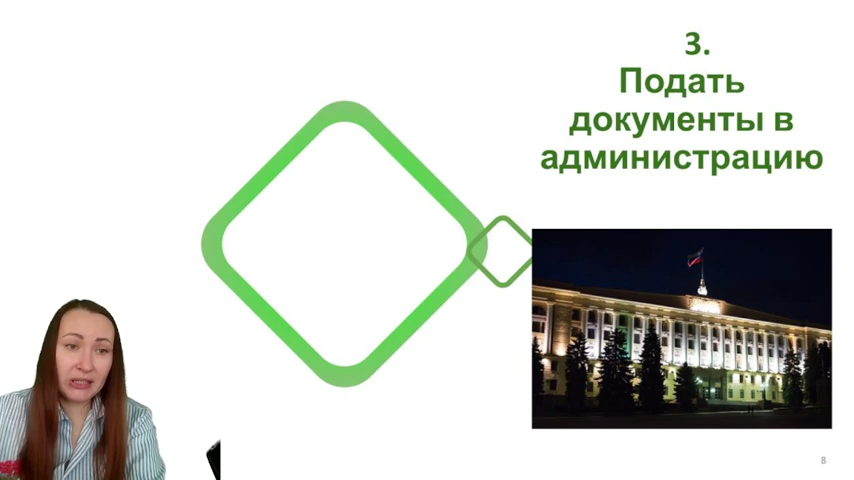 3.
Подать
документы в
администрацию
8